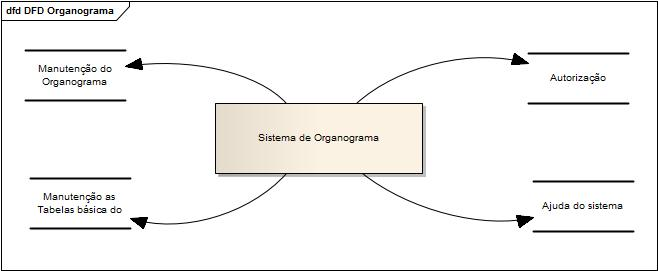 dfd DFD Organograma
Manutenção do
Organograma
Autorização
Sistema de Organograma
Manutenção as
Tabelas básica do
Ajuda do sistema